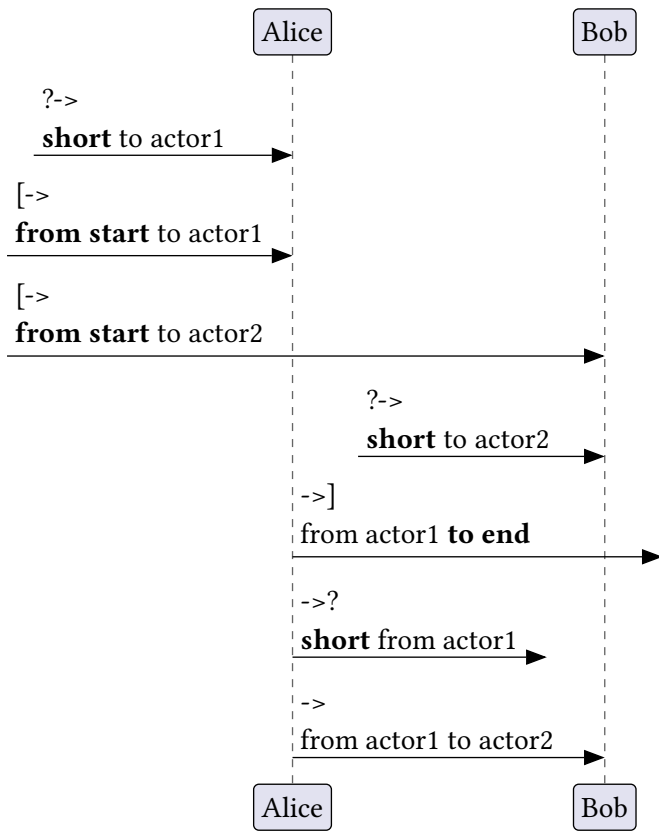 Alice Bob
?->
short to actor1
[->
from start to actor1
[->
from start to actor2
?->
short to actor2
->]
from actor1 to end
->?
short from actor1
->
from actor1 to actor2
Alice Bob